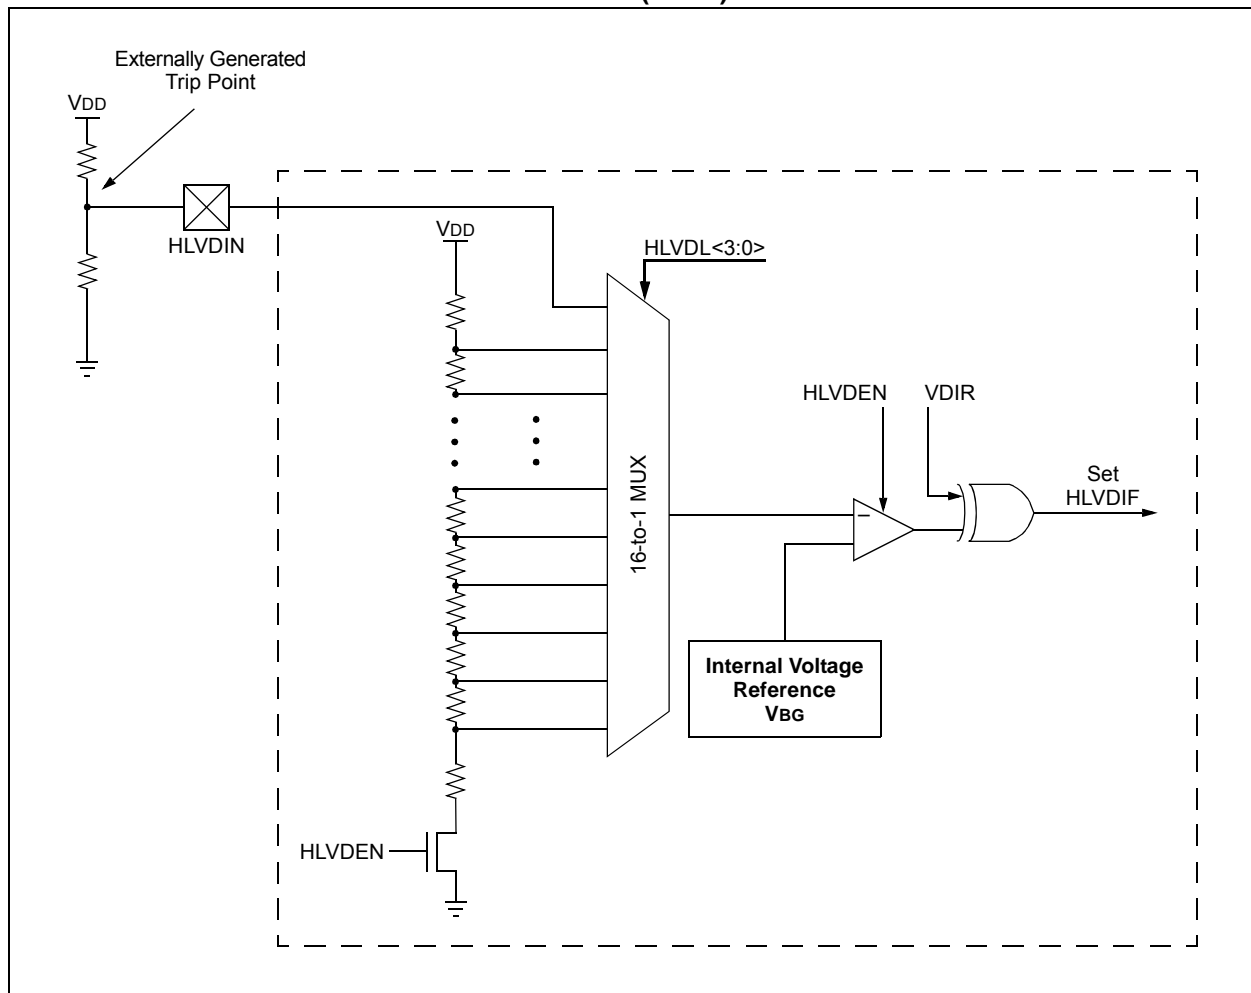 Externally Generated
Trip Point
VDD
HLVDIN
VDD
HLVDL<3:0>
16-to-1 MUX
HLVDEN
VDIR
Set
HLVDIF
–
Internal Voltage
Reference
VBG
HLVDEN